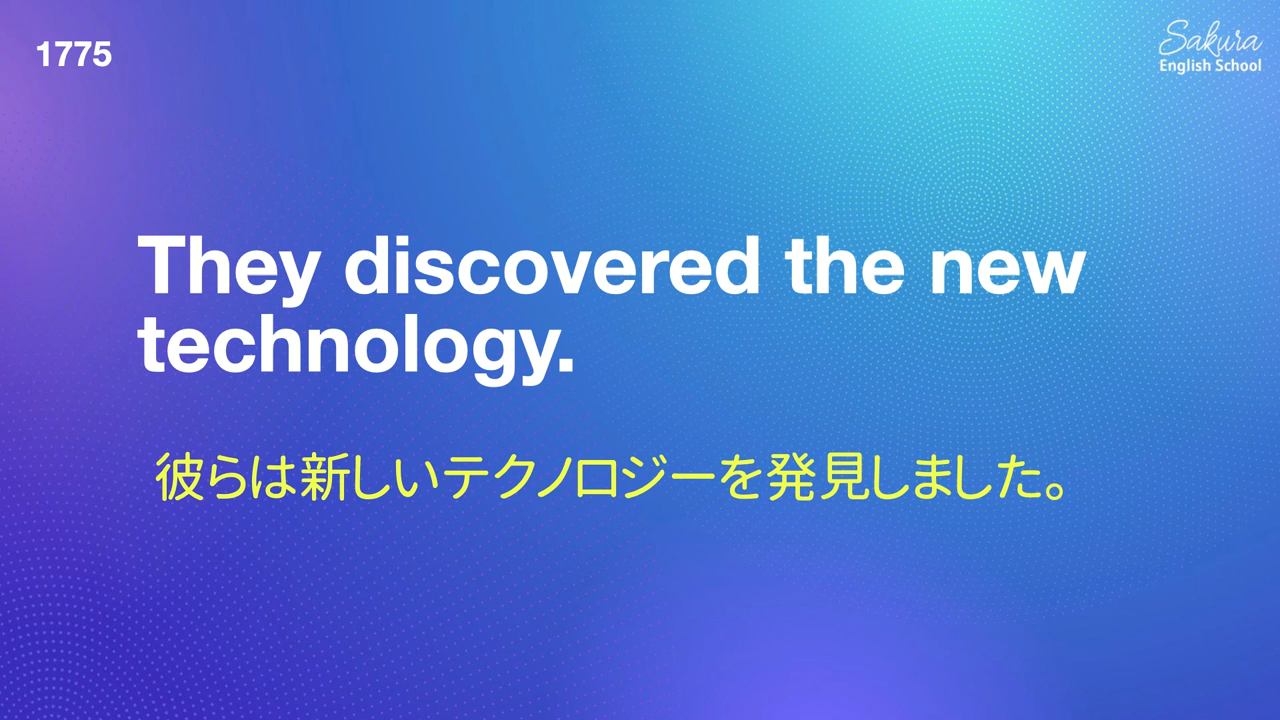 1775
Sakura
English School
They discovered the new
technology.
彼らは新しいテクノロジーを発見しました。